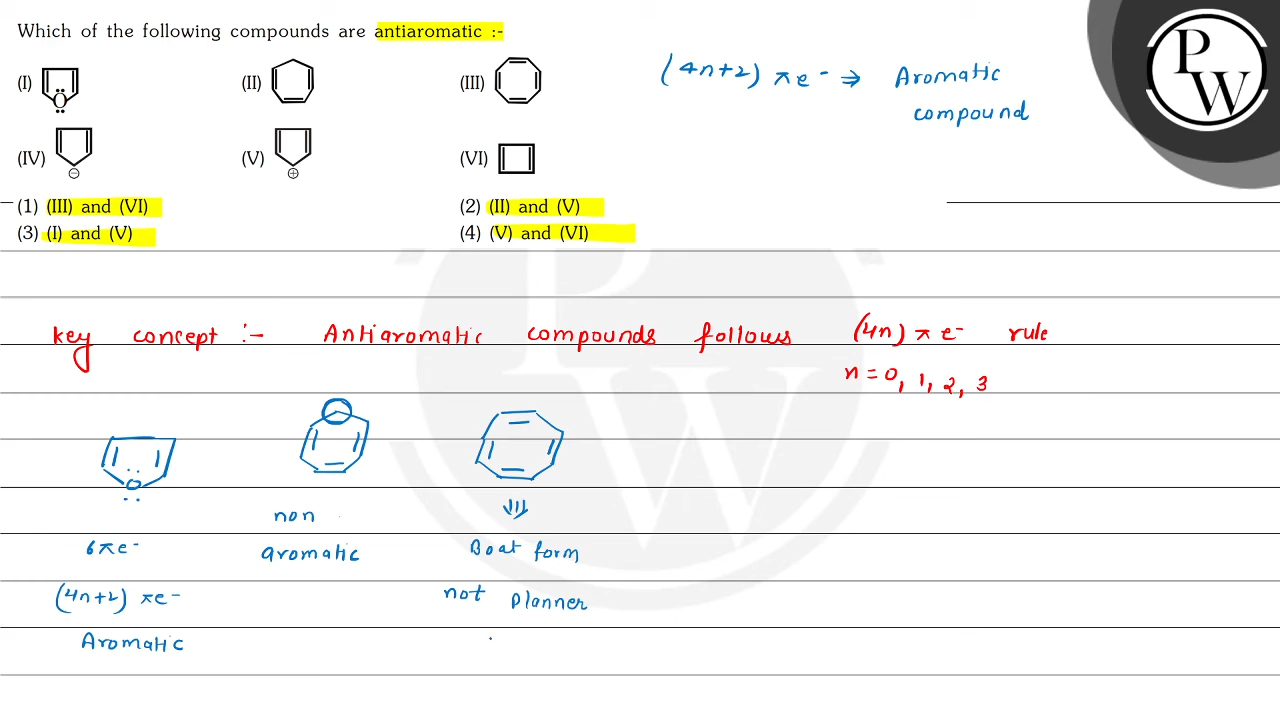 Which of the following compounds are antiaromatic :-
(I) O (II) (III)
(IV) ⊖ (V) ⊕ (VI)
(1) (III) and (VI) (2) (II) and (V)
(3) (I) and (V) (4) (V) and (VI)
(4n+2) πe⁻ ⇒ Aromatic
compound
P
W
key concept :- Antiaromatic compounds follows (4n) πe⁻ rule
n = 0, 1, 2, 3
O
6πe⁻
(4n+2) πe⁻
Aromatic
non
aromatic
Boat form
not planner